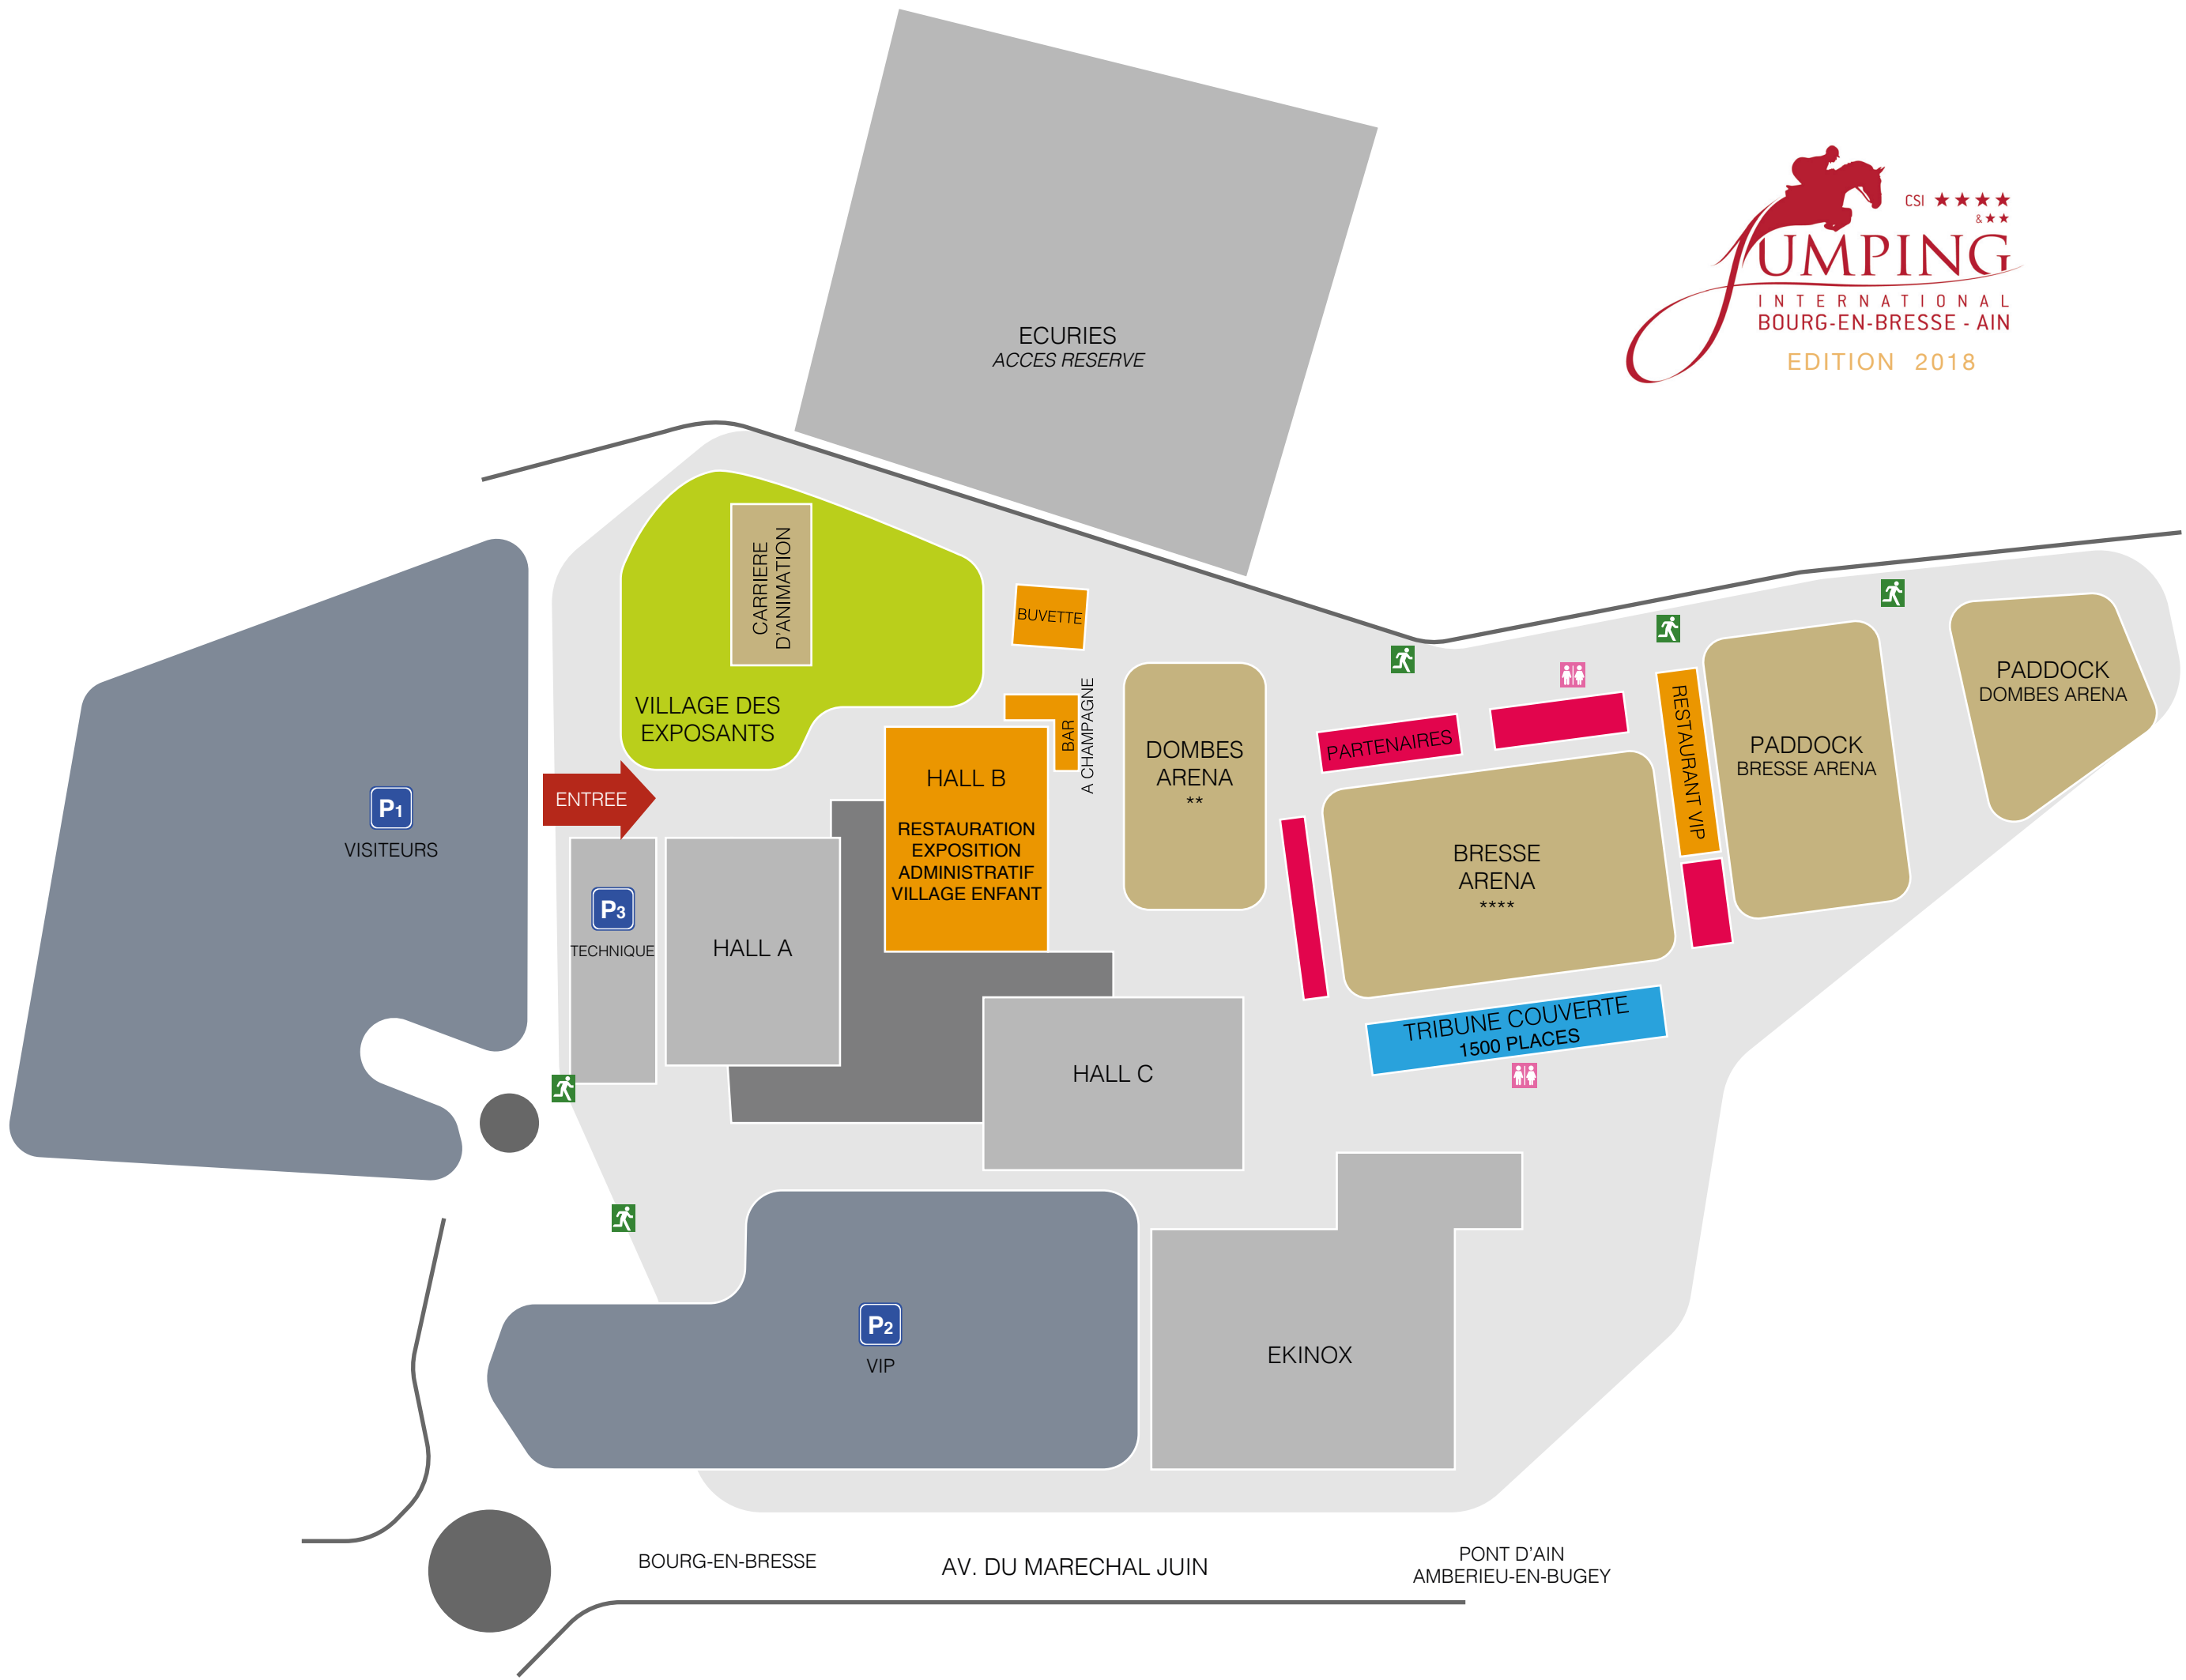 CSI ★★★★
& ★★
JUMPING
INTERNATIONAL
BOURG-EN-BRESSE - AIN
EDITION 2018
ECURIES
ACCES RESERVE
CARRIERE
D'ANIMATION
VILLAGE DES
EXPOSANTS
BUVETTE
BAR
A CHAMPAGNE
ENTREE
P1
VISITEURS
P3
TECHNIQUE
HALL A
HALL B
RESTAURATION
EXPOSITION
ADMINISTRATIF
VILLAGE ENFANT
DOMBES
ARENA
**
PARTENAIRES
RESTAURANT VIP
BRESSE
ARENA
****
PADDOCK
BRESSE ARENA
PADDOCK
DOMBES ARENA
TRIBUNE COUVERTE
1500 PLACES
HALL C
P2
VIP
EKINOX
BOURG-EN-BRESSE
AV. DU MARECHAL JUIN
PONT D'AIN
AMBERIEU-EN-BUGEY